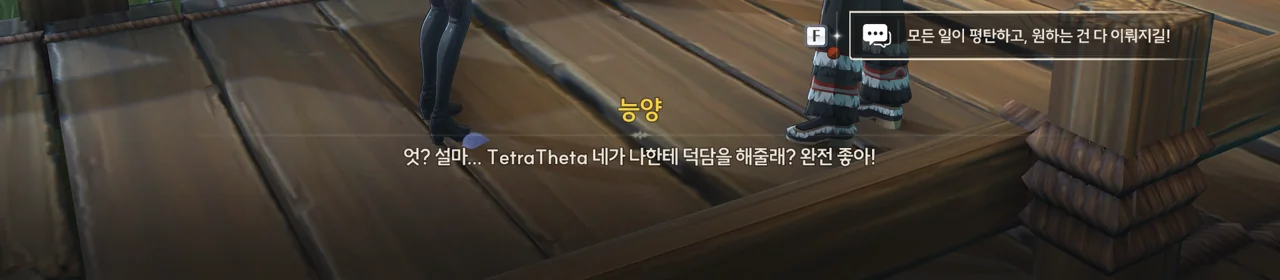 F
모든 일이 평탄하고, 원하는 건 다 이뤄지길!
능양
엇? 설마... TetraTheta 네가 나한테 덕담을 해줄래? 완전 좋아!